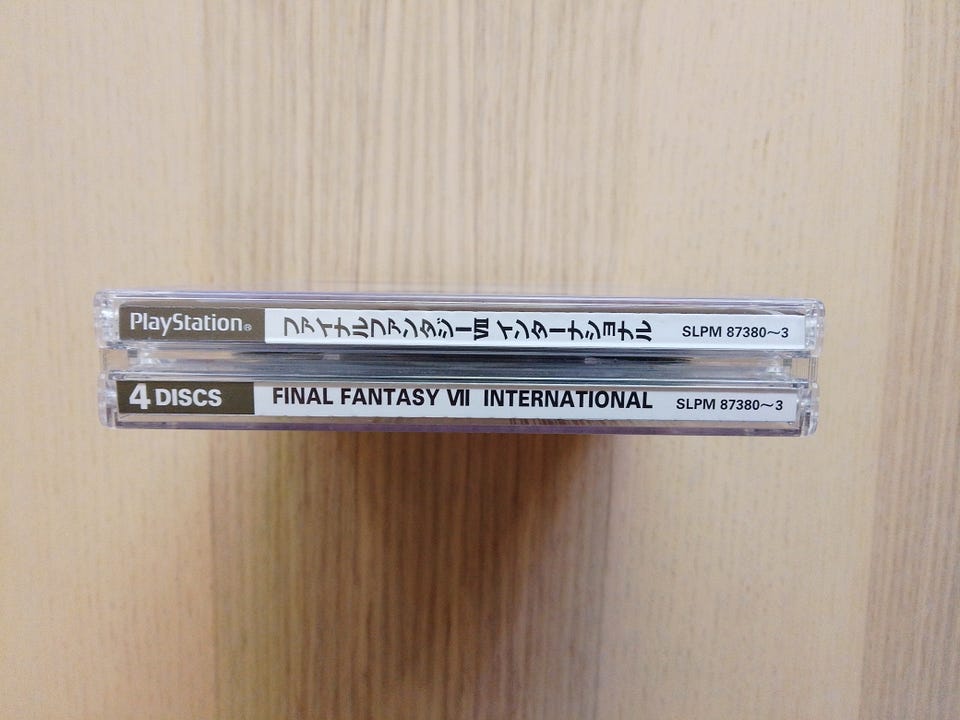 PlayStation® ファイナルファンタジーⅦ インターナショナル SLPM 87380～3
4 DISCS FINAL FANTASY Ⅶ INTERNATIONAL SLPM 87380～3